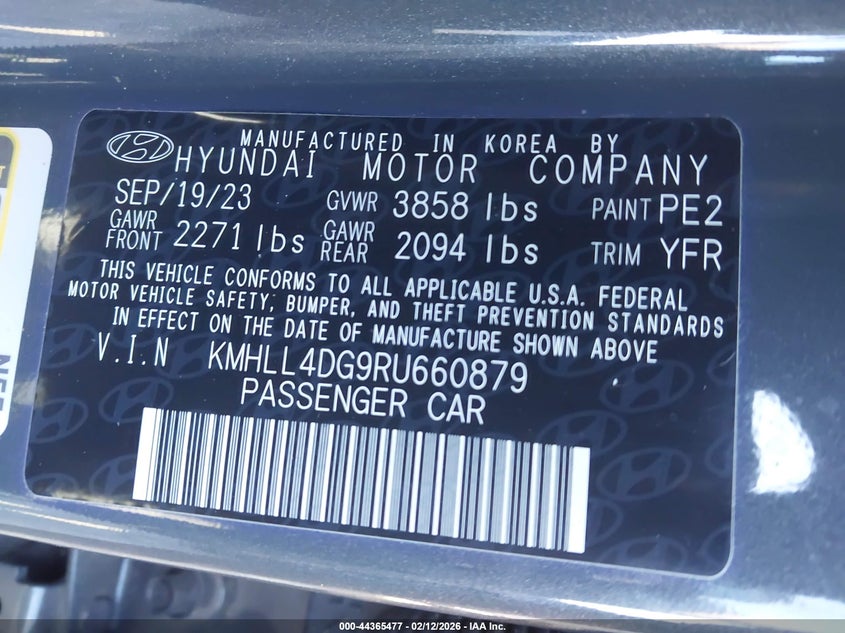 MANUFACTURED IN KOREA BY
HYUNDAI MOTOR COMPANY
SEP/19/23 GVWR 3858 lbs PAINT PE2
GAWR FRONT 2271 lbs GAWR REAR 2094 lbs TRIM YFR
THIS VEHICLE CONFORMS TO ALL APPLICABLE U.S.A. FEDERAL
MOTOR VEHICLE SAFETY, BUMPER, AND THEFT PREVENTION STANDARDS
IN EFFECT ON THE DATE OF MANUFACTURE SHOWN ABOVE
V.I.N KMHLL4DG9RU660879
PASSENGER CAR
000-44365477 - 02/12/2026 - IAA Inc.